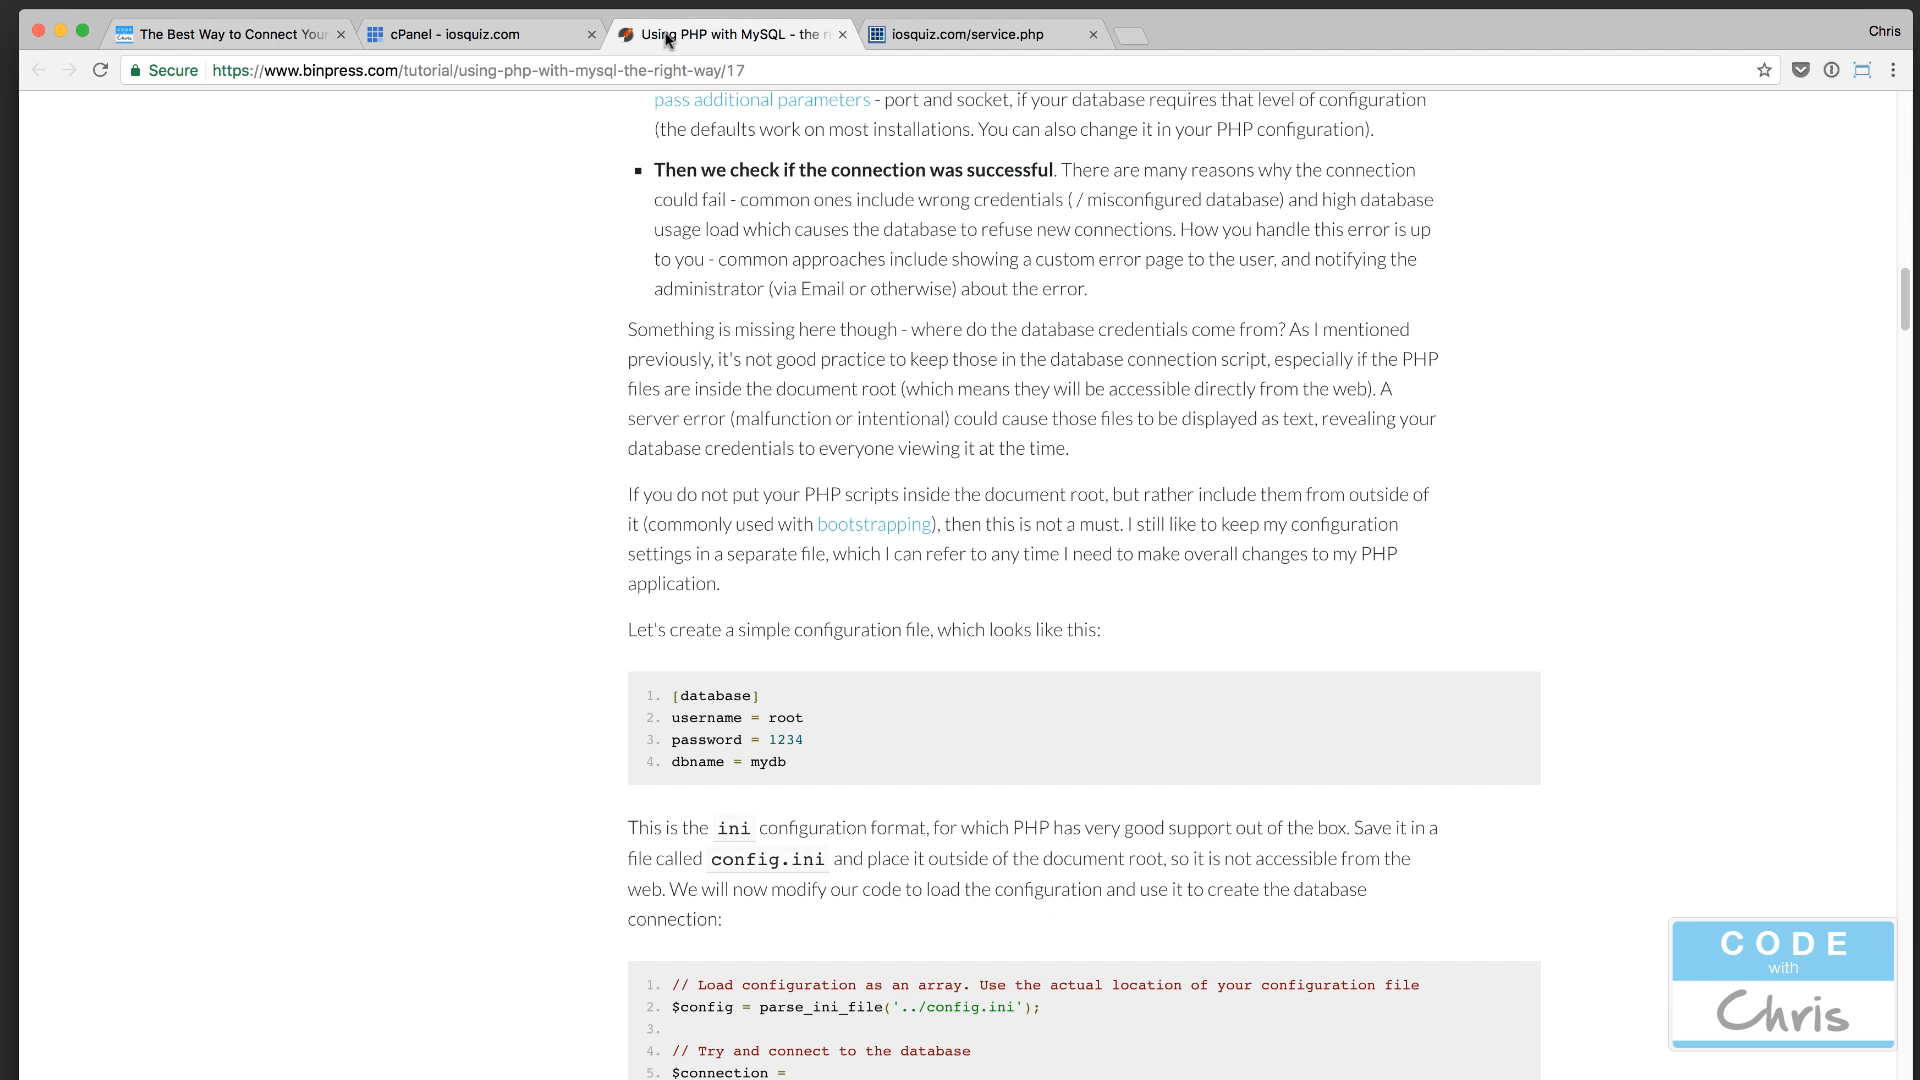 The Best Way to Connect Your
cPanel - iosquiz.com
Using PHP with MySQL - the ri
iosquiz.com/service.php
Chris
Secure
https://www.binpress.com/tutorial/using-php-with-mysql-the-right-way/17
pass additional parameters - port and socket, if your database requires that level of configuration
(the defaults work on most installations. You can also change it in your PHP configuration).
Then we check if the connection was successful. There are many reasons why the connection
could fail - common ones include wrong credentials ( / misconfigured database) and high database
usage load which causes the database to refuse new connections. How you handle this error is up
to you - common approaches include showing a custom error page to the user, and notifying the
administrator (via Email or otherwise) about the error.
Something is missing here though - where do the database credentials come from? As I mentioned
previously, it's not good practice to keep those in the database connection script, especially if the PHP
files are inside the document root (which means they will be accessible directly from the web). A
server error (malfunction or intentional) could cause those files to be displayed as text, revealing your
database credentials to everyone viewing it at the time.
If you do not put your PHP scripts inside the document root, but rather include them from outside of
it (commonly used with bootstrapping), then this is not a must. I still like to keep my configuration
settings in a separate file, which I can refer to any time I need to make overall changes to my PHP
application.
Let's create a simple configuration file, which looks like this:
1. [database]
2. username = root
3. password = 1234
4. dbname = mydb
This is the ini configuration format, for which PHP has very good support out of the box. Save it in a
file called config.ini and place it outside of the document root, so it is not accessible from the
web. We will now modify our code to load the configuration and use it to create the database
connection:
1. // Load configuration as an array. Use the actual location of your configuration file
2. $config = parse_ini_file('../config.ini');
3.
4. // Try and connect to the database
5. $connection =
CODE
with
Chris